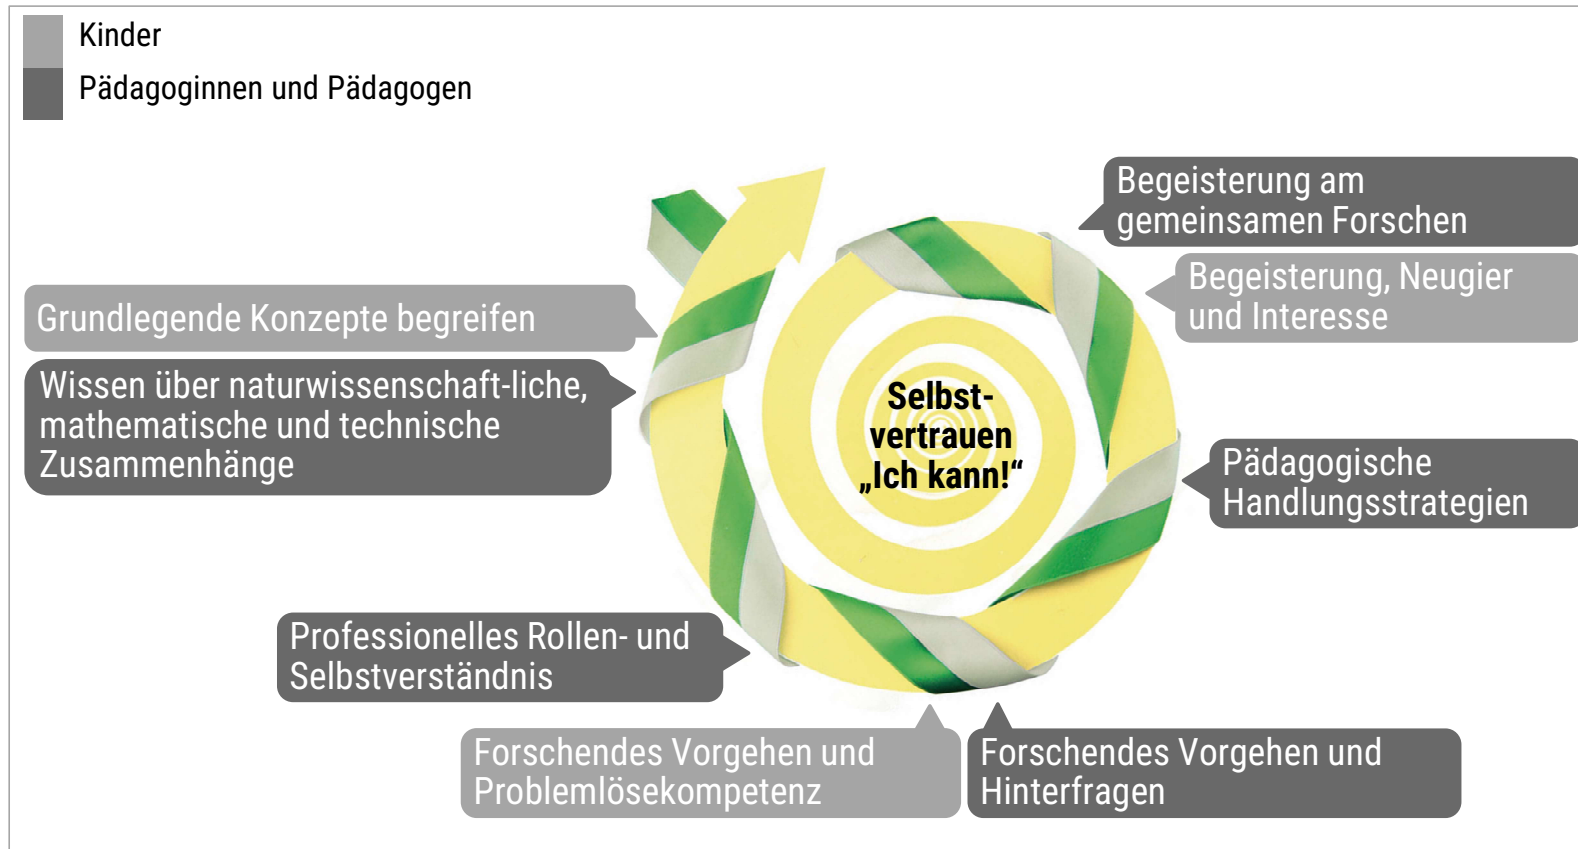 Kinder
Pädagoginnen und Pädagogen
Begeisterung am
gemeinsamen Forschen
Begeisterung, Neugier
und Interesse
Grundlegende Konzepte begreifen
Wissen über naturwissenschaft-liche,
mathematische und technische
Zusammenhänge
Selbst-
vertrauen
„Ich kann!“
Pädagogische
Handlungsstrategien
Professionelles Rollen- und
Selbstverständnis
Forschendes Vorgehen und
Problemlösekompetenz
Forschendes Vorgehen und
Hinterfragen